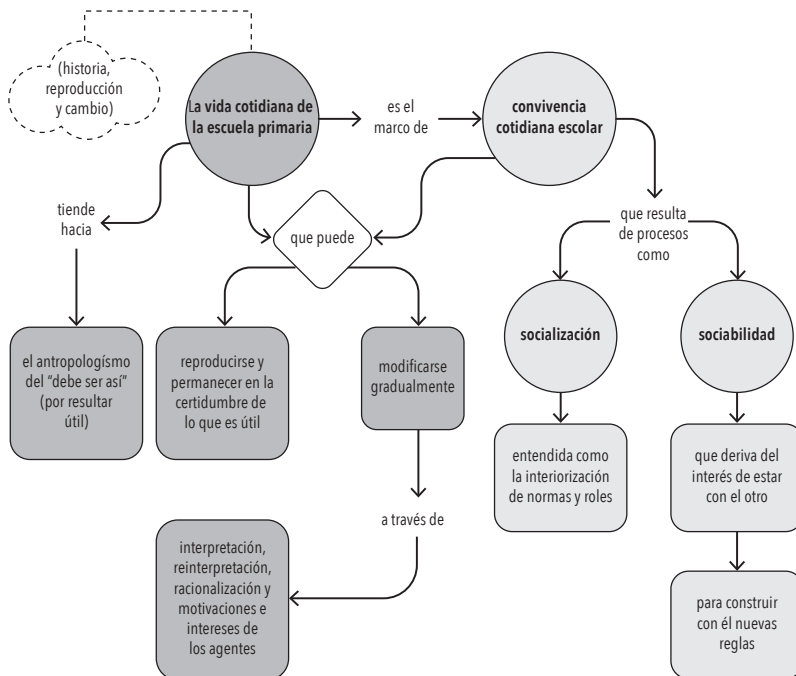 (historia,
reproducción
y cambio)
La vida cotidiana de
la escuela primaria
es el
marco de
convivencia
cotidiana escolar
tiende
hacia
que puede
que resulta
de procesos
como
el antropologísmo
del “debe ser así”
(por resultar
útil)
reproducirse y
permanecer en la
certidumbre de
lo que es útil
modificarse
gradualmente
socialización
sociabilidad
entendida como
la interiorización
de normas y roles
que deriva del
interés de estar
con el otro
a través de
interpretación,
reinterpretación,
racionalización y
motivaciones e
intereses de
los agentes
para construir
con él nuevas
reglas